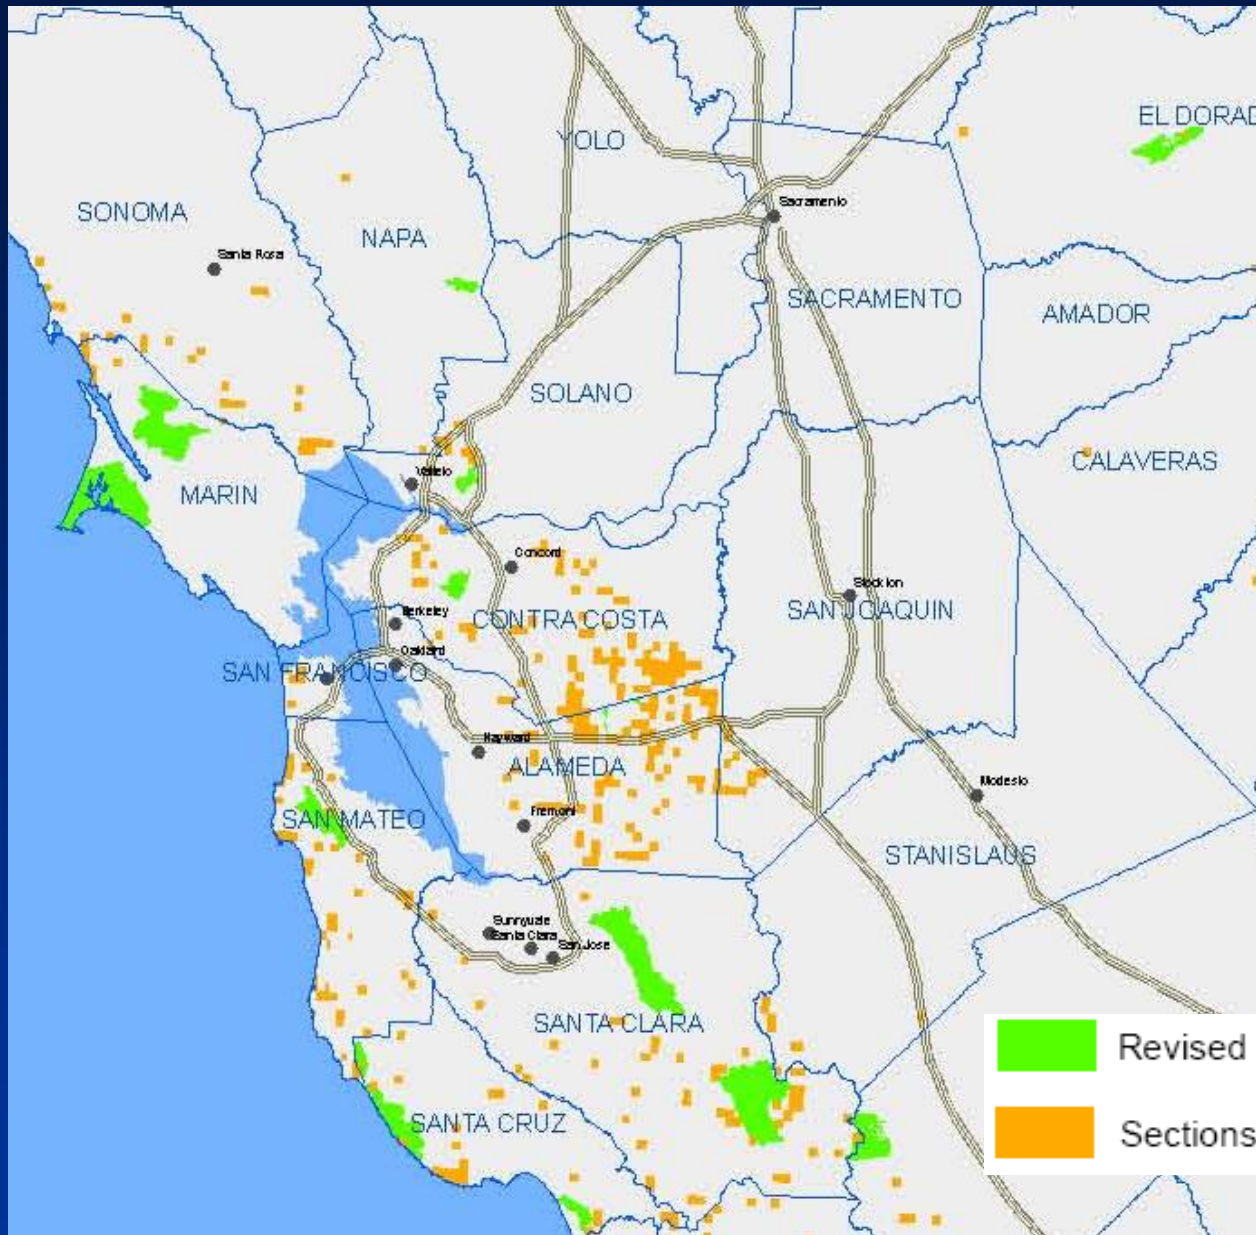 EL DORAD
YOLO
SONOMA
Sacramento
NAPA
Santa Rosa
SACRAMENTO
AMADOR
SOLANO
CALAVERAS
Vallejo
MARIN
Concord
Stockton
Berkeley
CONTRA COSTA
SAN JOAQUIN
Oakland
SAN FRANCISCO
Hayward
ALAMEDA
Modesto
Fremont
SAN MATEO
STANISLAUS
Sunnyvale
Santa Clara
San Jose
SANTA CLARA
Revised
SANTA CRUZ
Sections